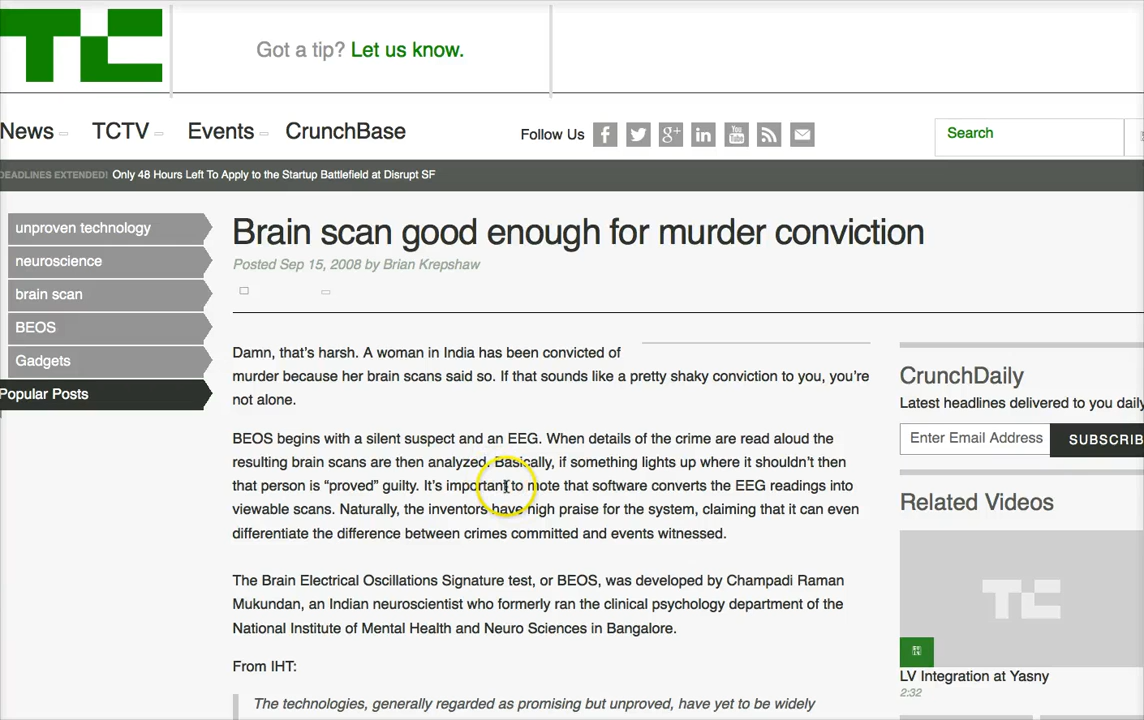 TC
Got a tip? Let us know.
News
TCTV
Events
CrunchBase
Follow Us
Search
DEADLINES EXTENDED! Only 48 Hours Left To Apply to the Startup Battlefield at Disrupt SF
unproven technology
neuroscience
brain scan
BEOS
Gadgets
Popular Posts
Brain scan good enough for murder conviction
Posted Sep 15, 2008 by Brian Krepshaw
Damn, that's harsh. A woman in India has been convicted of
murder because her brain scans said so. If that sounds like a pretty shaky conviction to you, you're
not alone.
BEOS begins with a silent suspect and an EEG. When details of the crime are read aloud the
resulting brain scans are then analyzed. Basically, if something lights up where it shouldn't then
that person is "proved" guilty. It's important to note that software converts the EEG readings into
viewable scans. Naturally, the inventors have high praise for the system, claiming that it can even
differentiate the difference between crimes committed and events witnessed.
The Brain Electrical Oscillations Signature test, or BEOS, was developed by Champadi Raman
Mukundan, an Indian neuroscientist who formerly ran the clinical psychology department of the
National Institute of Mental Health and Neuro Sciences in Bangalore.
From IHT:
The technologies, generally regarded as promising but unproved, have yet to be widely
CrunchDaily
Latest headlines delivered to you daily
Enter Email Address
SUBSCRIB
Related Videos
TC
LV Integration at Yasny
2:32